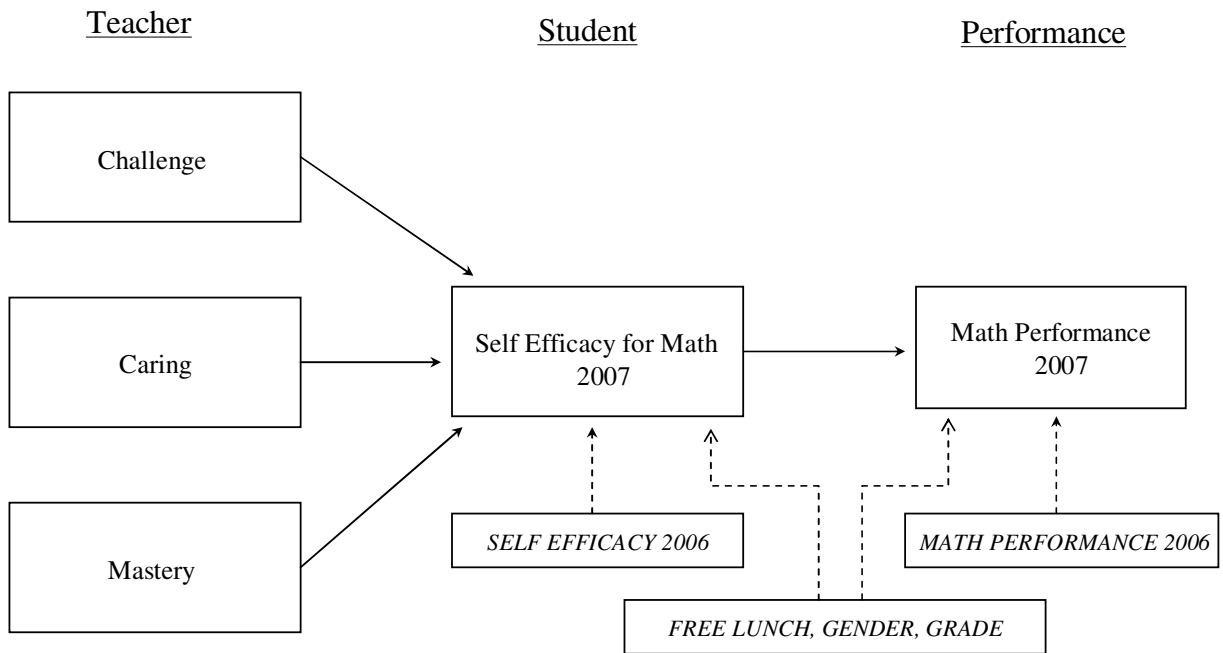 Teacher
Student
Performance
Challenge
Caring
Mastery
Self Efficacy for Math
2007
Math Performance
2007
SELF EFFICACY 2006
MATH PERFORMANCE 2006
FREE LUNCH, GENDER, GRADE